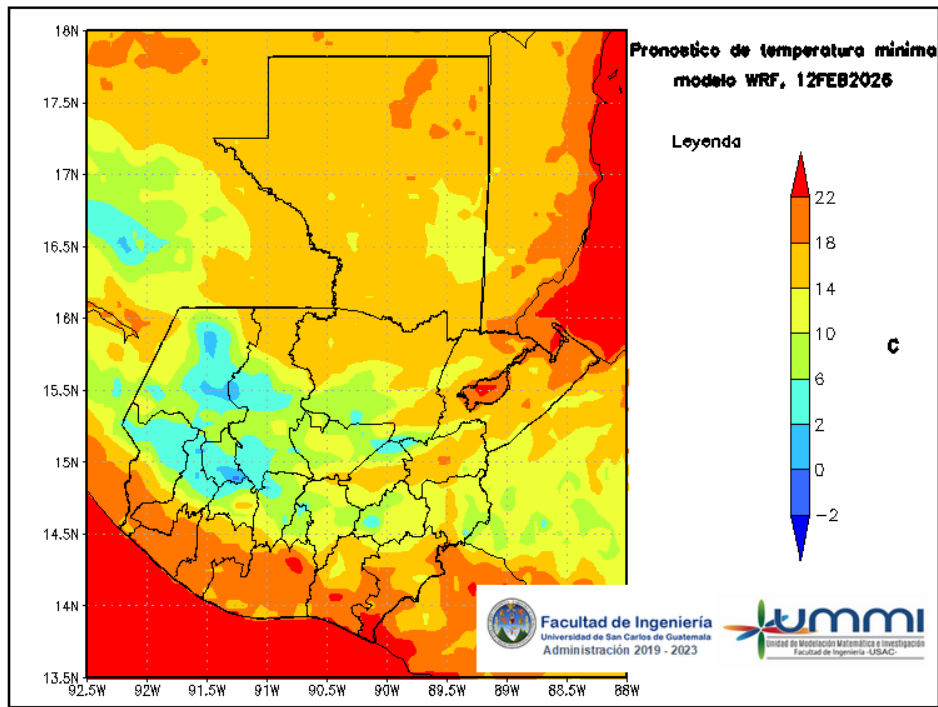 Pronostico de temperatura minima
modelo WRF, 12FEB2026
Leyenda
22
18
14
10
6
2
0
−2
C
18N
17.5N
17N
16.5N
16N
15.5N
15N
14.5N
14N
13.5N
92.5W 92W 91.5W 91W 90.5W 90W 89.5W 89W 88.5W 88W
Facultad de Ingeniería
Universidad de San Carlos de Guatemala
Administración 2019 - 2023
UMMI
Unidad de Modelación Matemática e Investigación
Facultad de Ingeniería -USAC-